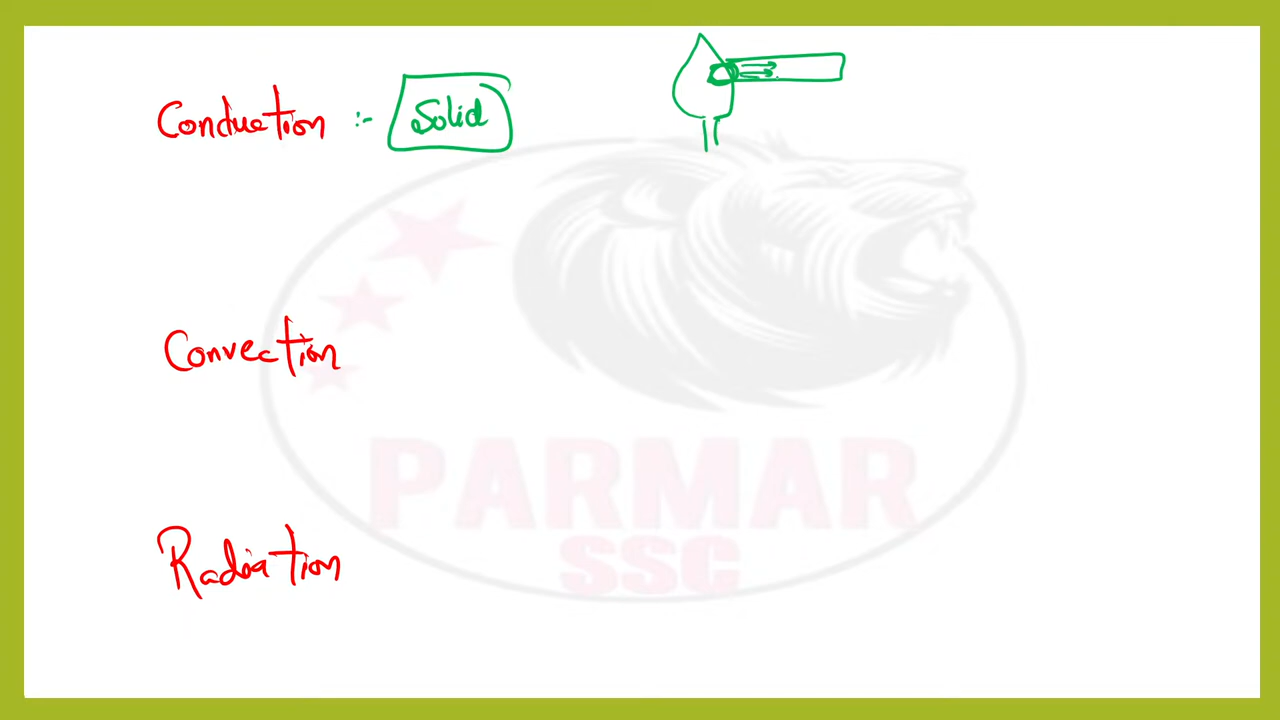 Conduction :- Solid
Convection
Radiation
PARMAR
SSC